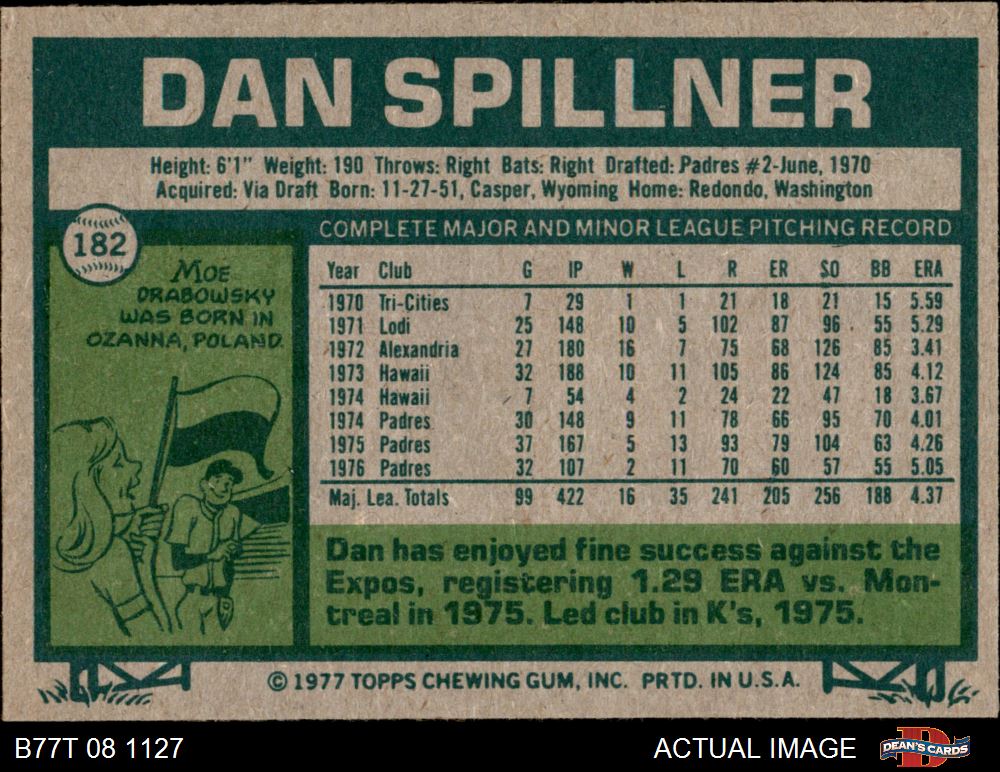 DAN SPILLNER
Height: 6'1" Weight: 190 Throws: Right Bats: Right Drafted: Padres #2-June, 1970
Acquired: Via Draft Born: 11-27-51, Casper, Wyoming Home: Redondo, Washington
182
MOE
DRABOWSKY
WAS BORN IN
OZANNA, POLAND.
COMPLETE MAJOR AND MINOR LEAGUE PITCHING RECORD
Year Club G IP W L R ER SO BB ERA
1970 Tri-Cities 7 29 1 1 21 18 21 15 5.59
1971 Lodi 25 148 10 5 102 87 96 55 5.29
1972 Alexandria 27 180 16 7 75 68 126 85 3.41
1973 Hawaii 32 188 10 11 105 86 124 85 4.12
1974 Hawaii 7 54 4 2 24 22 47 18 3.67
1974 Padres 30 148 9 11 78 66 95 70 4.01
1975 Padres 37 167 5 13 93 79 104 63 4.26
1976 Padres 32 107 2 11 70 60 57 55 5.05
Maj. Lea. Totals 99 422 16 35 241 205 256 188 4.37
Dan has enjoyed fine success against the
Expos, registering 1.29 ERA vs. Mon-
treal in 1975. Led club in K's, 1975.
© 1977 TOPPS CHEWING GUM, INC. PRTD. IN U.S.A.
B77T 08 1127
ACTUAL IMAGE
D
DEAN'S CARDS